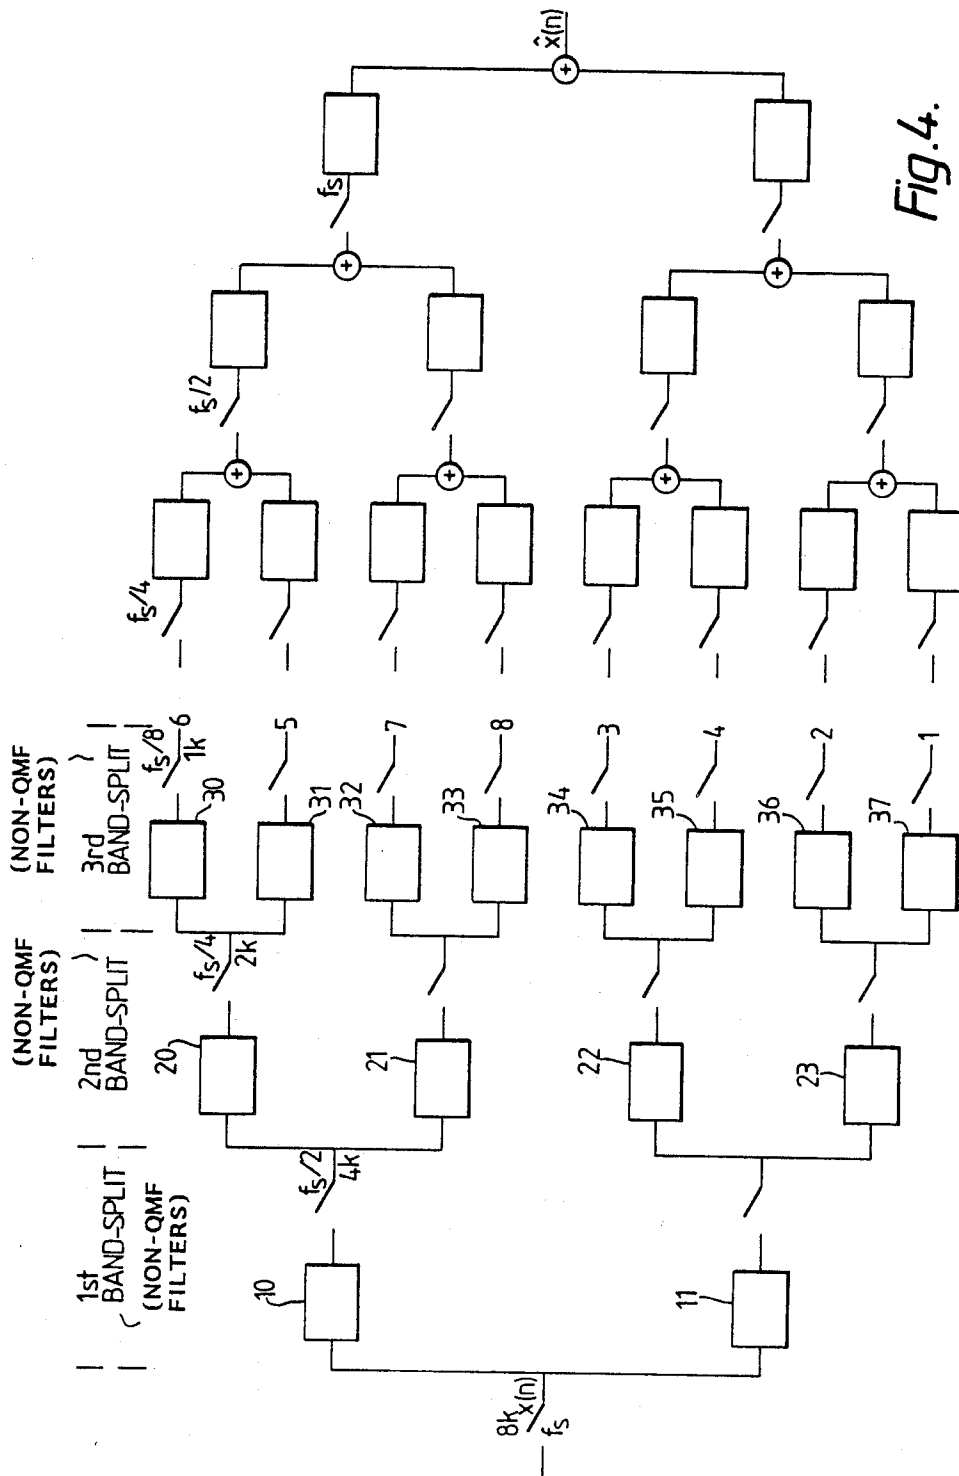 1st
BAND-SPLIT
(NON-QMF
FILTERS)
2nd
BAND-SPLIT
(NON-QMF
FILTERS)
3rd
BAND-SPLIT
(NON-QMF
FILTERS)
8k
x(n)
fs
10
11
fs/2
4k
20
21
22
23
fs/4
2k
30
31
32
33
34
35
36
37
fs/8
1k
6
5
7
8
3
4
2
1
fs/4
+
+
+
+
fs/2
+
+
fs
+
x̂(n)
Fig.4.